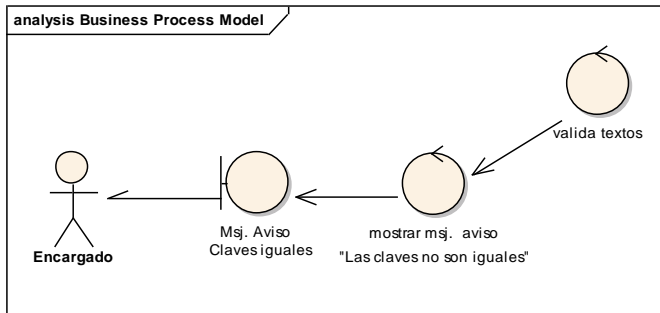 analysis Business Process Model
valida textos
Msj. Aviso
Claves iguales
mostrar msj. aviso
"Las claves no son iguales"
Encargado